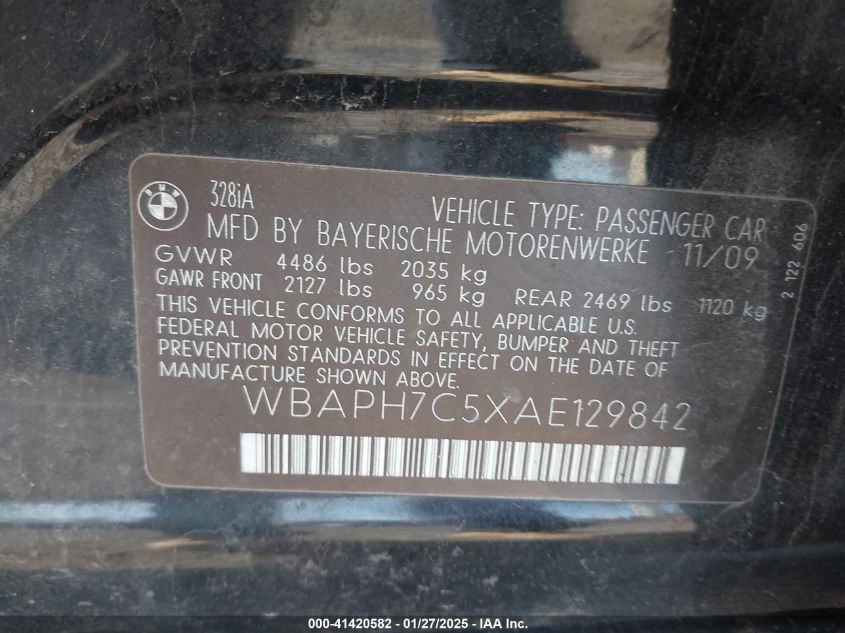 BMW
328iA
VEHICLE TYPE: PASSENGER CAR
MFD BY BAYERISCHE MOTORENWERKE 11/09
GVWR 4486 lbs 2035 kg
GAWR FRONT 2127 lbs 965 kg REAR 2469 lbs 1120 kg
THIS VEHICLE CONFORMS TO ALL APPLICABLE U.S.
FEDERAL MOTOR VEHICLE SAFETY, BUMPER AND THEFT
PREVENTION STANDARDS IN EFFECT ON THE DATE OF
MANUFACTURE SHOWN ABOVE.
WBAPH7C5XAE129842
2 122 606
000-41420582 - 01/27/2025 - IAA Inc.